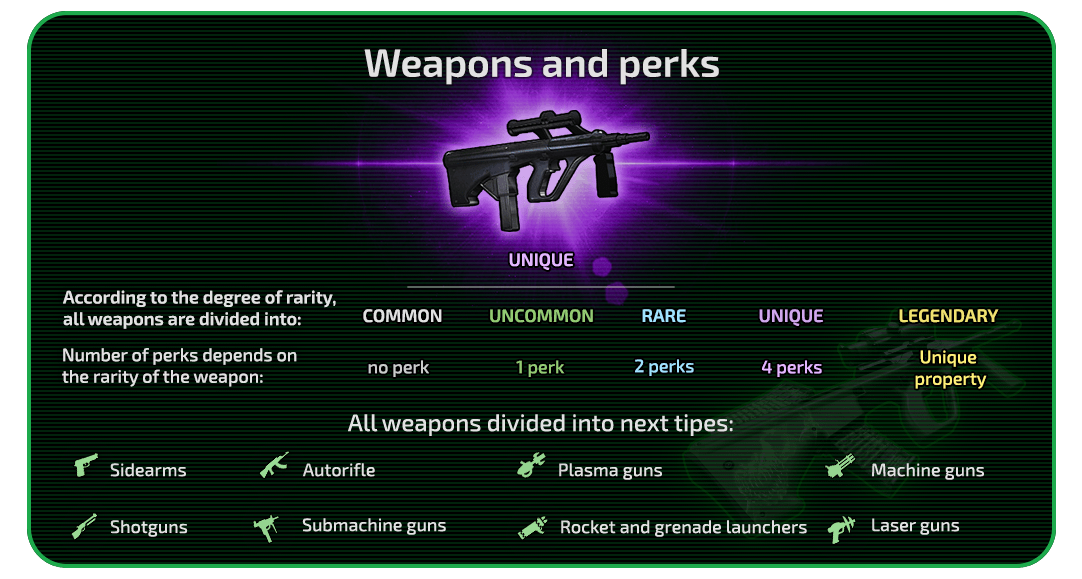 Weapons and perks
UNIQUE
According to the degree of rarity,
all weapons are divided into:
COMMON
UNCOMMON
RARE
UNIQUE
LEGENDARY
Number of perks depends on
the rarity of the weapon:
no perk
1 perk
2 perks
4 perks
Unique
property
All weapons divided into next tipes:
Sidearms
Autorifle
Plasma guns
Machine guns
Shotguns
Submachine guns
Rocket and grenade launchers
Laser guns